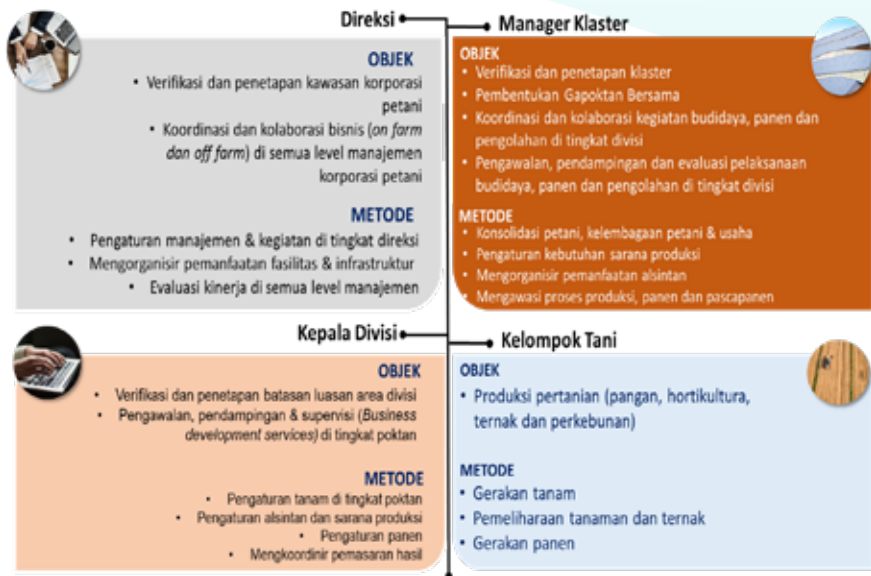 Direksi
OBJEK
• Verifikasi dan penetapan kawasan korporasi
petani
• Koordinasi dan kolaborasi bisnis (on farm
dan off farm) di semua level manajemen
korporasi petani
METODE
• Pengaturan manajemen & kegiatan di tingkat direksi
• Mengorganisir pemanfaatan fasilitas & infrastruktur
• Evaluasi kinerja di semua level manajemen
Manager Klaster
OBJEK
• Verifikasi dan penetapan klaster
• Pembentukan Gapoktan Bersama
• Koordinasi dan kolaborasi kegiatan budidaya, panen dan
pengolahan di tingkat divisi
• Pengawalan, pendampingan dan evaluasi pelaksanaan
budidaya, panen dan pengolahan di tingkat divisi
METODE
• Konsolidasi petani, kelembagaan petani & usaha
• Pengaturan kebutuhan sarana produksi
• Mengorganisir pemanfaatan alsintan
• Mengawasi proses produksi, panen dan pascapanen
Kepala Divisi
OBJEK
• Verifikasi dan penetapan batasan luasan area divisi
• Pengawalan, pendampingan & supervisi (Business
development services) di tingkat poktan
METODE
• Pengaturan tanam di tingkat poktan
• Pengaturan alsintan dan sarana produksi
• Pengaturan panen
• Mengkoordinir pemasaran hasil
Kelompok Tani
OBJEK
• Produksi pertanian (pangan, hortikultura,
ternak dan perkebunan)
METODE
• Gerakan tanam
• Pemeliharaan tanaman dan ternak
• Gerakan panen